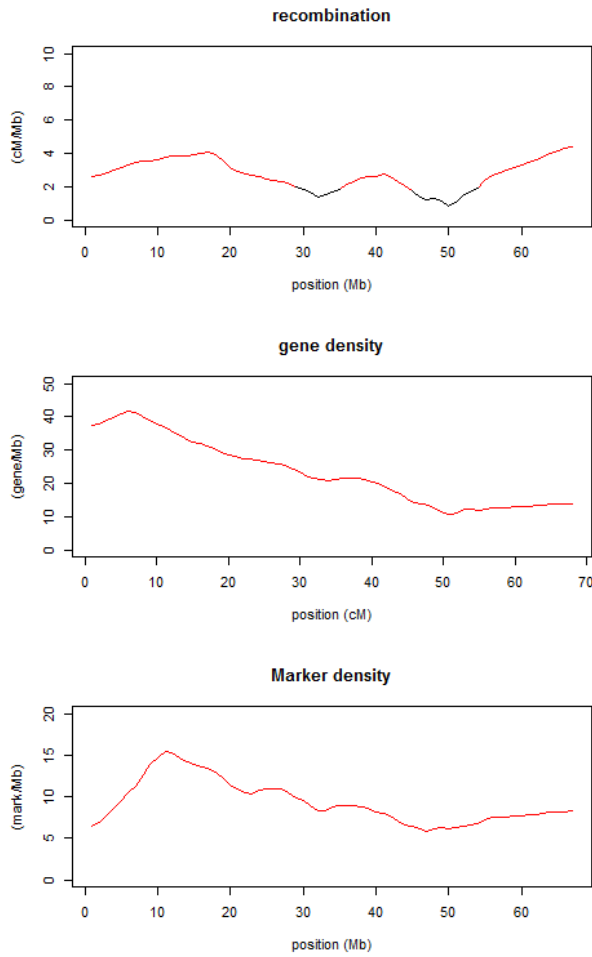 recombination
(cM/Mb)
10
8
6
4
2
0
0 10 20 30 40 50 60
position (Mb)
gene density
(gene/Mb)
50
40
30
20
10
0
0 10 20 30 40 50 60 70
position (cM)
Marker density
(mark/Mb)
20
15
10
5
0
0 10 20 30 40 50 60
position (Mb)